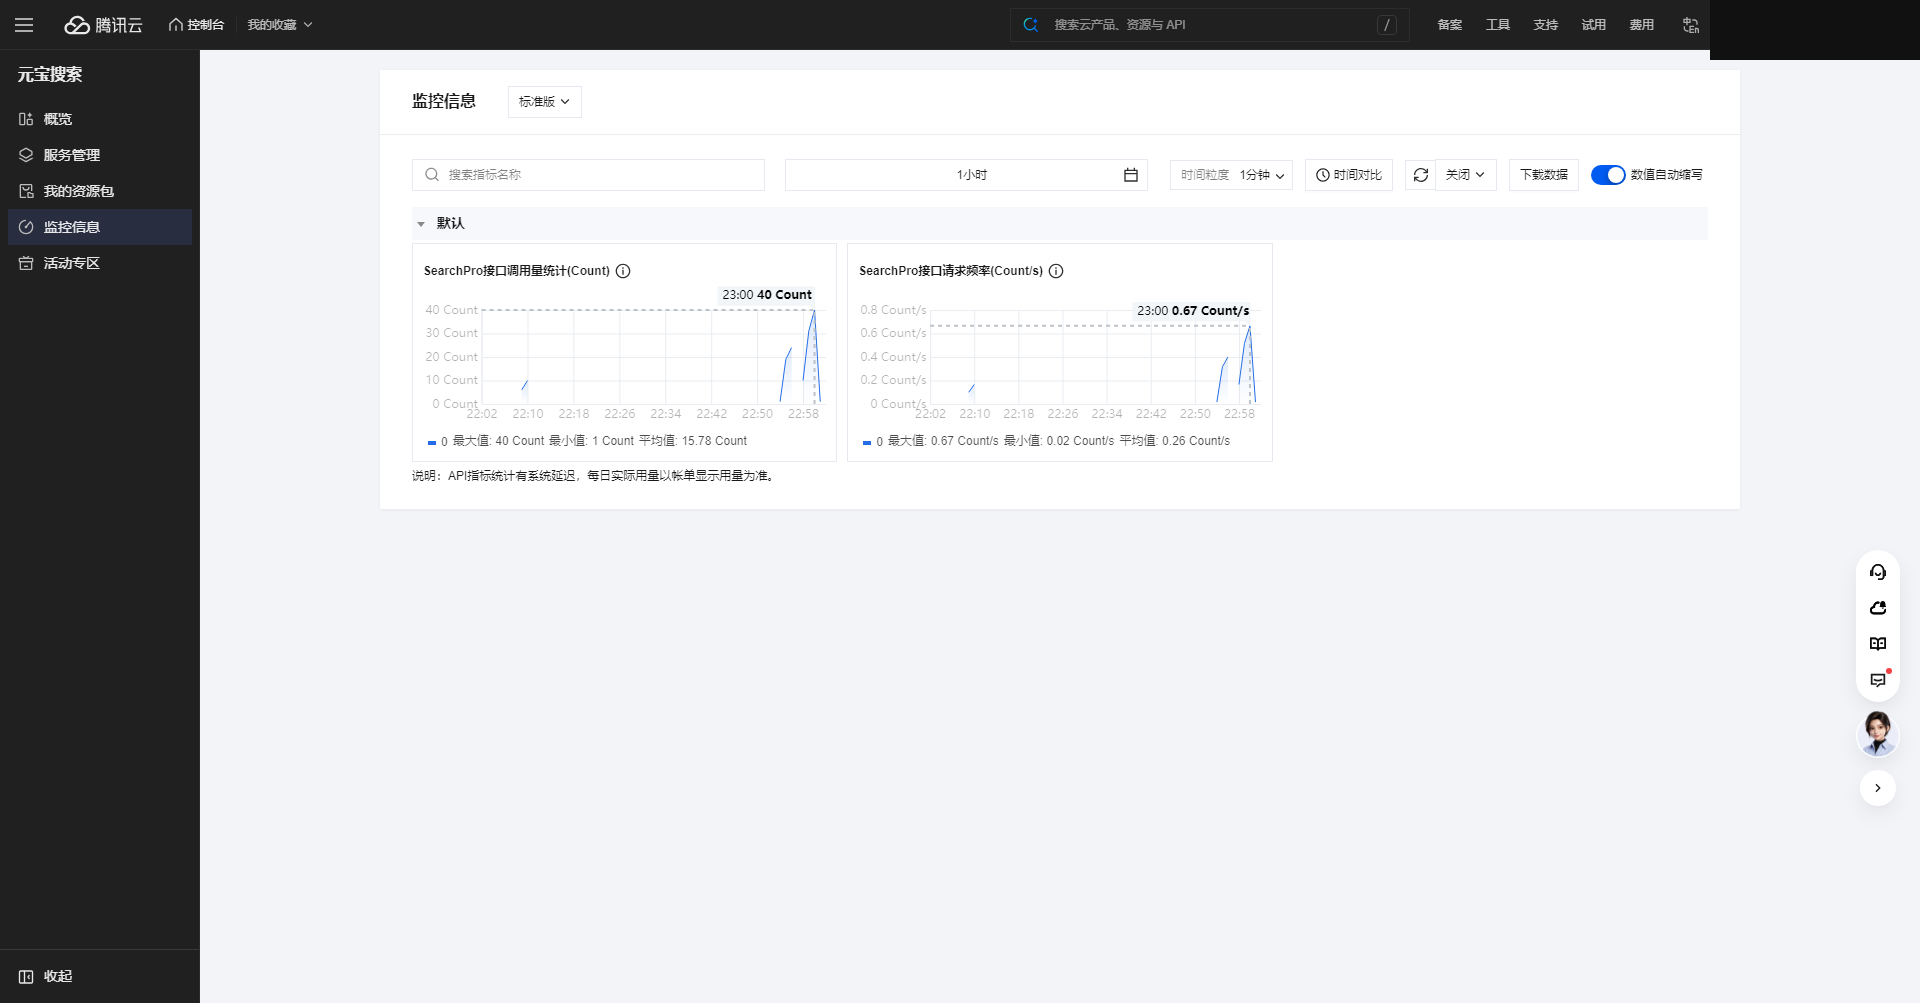 腾讯云
控制台
我的收藏
搜索云产品、资源与 API
/
备案
工具
支持
试用
费用
中
En
元宝搜索
概览
服务管理
我的资源包
监控信息
活动专区
收起
监控信息
标准版
搜索指标名称
1小时
时间粒度 1分钟
时间对比
关闭
下载数据
数值自动缩写
默认
SearchPro接口调用量统计(Count)
23:00 40 Count
40 Count
30 Count
20 Count
10 Count
0 Count
22:02 22:10 22:18 22:26 22:34 22:42 22:50 22:58
0 最大值: 40 Count 最小值: 1 Count 平均值: 15.78 Count
SearchPro接口请求频率(Count/s)
23:00 0.67 Count/s
0.8 Count/s
0.6 Count/s
0.4 Count/s
0.2 Count/s
0 Count/s
22:02 22:10 22:18 22:26 22:34 22:42 22:50 22:58
0 最大值: 0.67 Count/s 最小值: 0.02 Count/s 平均值: 0.26 Count/s
说明：API指标统计有系统延迟，每日实际用量以帐单显示用量为准。